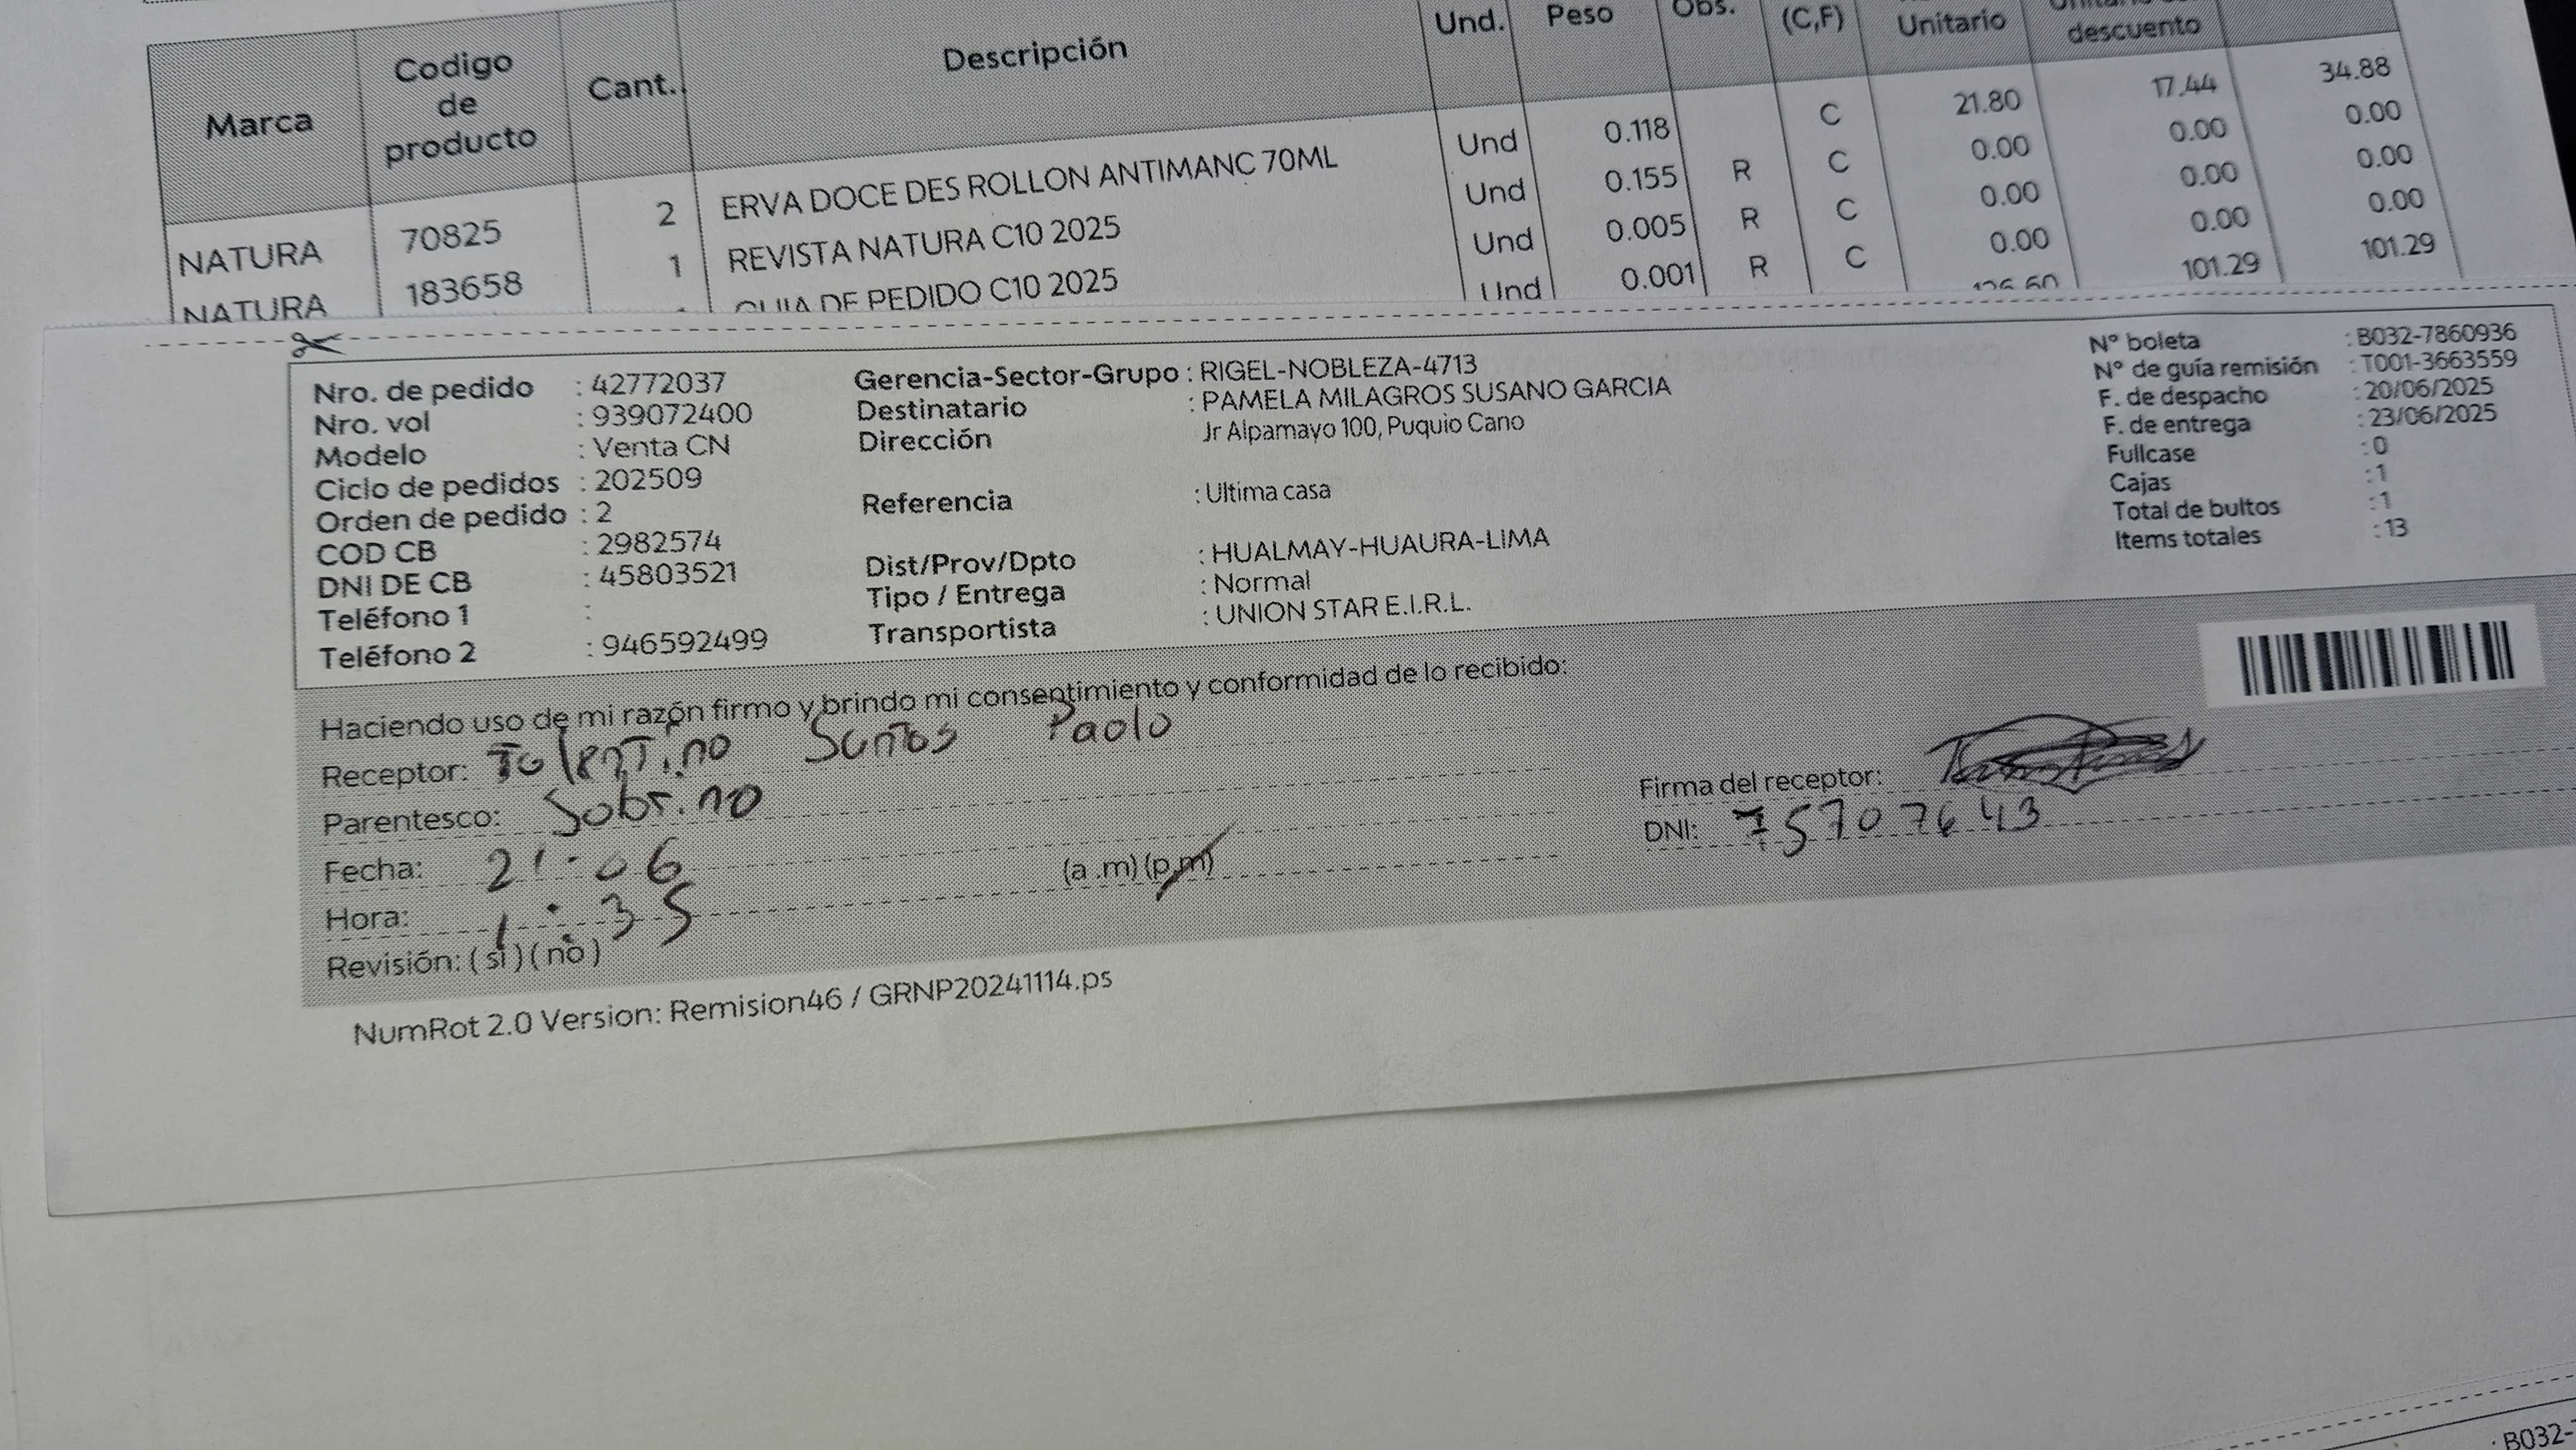 Marca Codigo de producto Cant. Descripción Und. Peso Obs. (C,F) Unitario descuento
NATURA 70825 2 ERVA DOCE DES ROLLON ANTIMANC 70ML Und 0.118 C 21.80 17.44 34.88
NATURA 183658 1 REVISTA NATURA C10 2025 Und 0.155 R C 0.00 0.00 0.00
GUIA DE PEDIDO C10 2025 Und 0.005 R C 0.00 0.00 0.00
Und 0.001 R C 0.00 0.00 0.00
126.60 101.29 101.29
Nro. de pedido : 42772037
Nro. vol : 939072400
Modelo : Venta CN
Ciclo de pedidos : 202509
Orden de pedido : 2
COD CB : 2982574
DNI DE CB : 45803521
Teléfono 1 :
Teléfono 2 : 946592499
Gerencia-Sector-Grupo : RIGEL-NOBLEZA-4713
Destinatario : PAMELA MILAGROS SUSANO GARCIA
Dirección Jr Alpamayo 100, Puquio Cano
Referencia : Ultima casa
Dist/Prov/Dpto : HUALMAY-HUAURA-LIMA
Tipo / Entrega : Normal
Transportista : UNION STAR E.I.R.L.
N° boleta : B032-7860936
N° de guía remisión : T001-3663559
F. de despacho : 20/06/2025
F. de entrega : 23/06/2025
Fullcase : 0
Cajas : 1
Total de bultos : 1
Items totales : 13
Haciendo uso de mi razón firmo y brindo mi consentimiento y conformidad de lo recibido:
Receptor: Tolentino Santos Paolo
Parentesco: Sobrino
Fecha: 21-06
Hora: 1:35 (a .m) (p.m)
Revisión: ( si ) ( no )
Firma del receptor:
DNI: 75707643
NumRot 2.0 Version: Remision46 / GRNP20241114.ps
: B032-